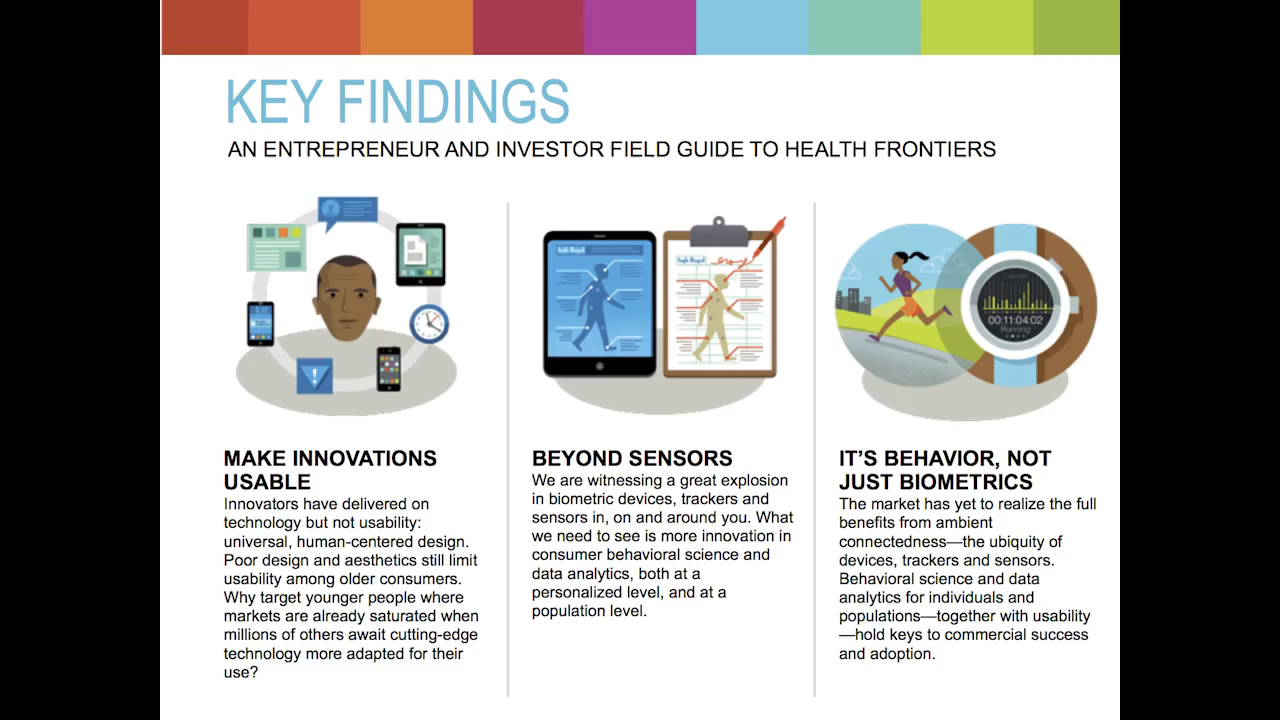 KEY FINDINGS
AN ENTREPRENEUR AND INVESTOR FIELD GUIDE TO HEALTH FRONTIERS
00:11:04:02
Running
MAKE INNOVATIONS
USABLE
Innovators have delivered on
technology but not usability:
universal, human-centered design.
Poor design and aesthetics still limit
usability among older consumers.
Why target younger people where
markets are already saturated when
millions of others await cutting-edge
technology more adapted for their
use?
BEYOND SENSORS
We are witnessing a great explosion
in biometric devices, trackers and
sensors in, on and around you. What
we need to see is more innovation in
consumer behavioral science and
data analytics, both at a
personalized level, and at a
population level.
IT’S BEHAVIOR, NOT
JUST BIOMETRICS
The market has yet to realize the full
benefits from ambient
connectedness—the ubiquity of
devices, trackers and sensors.
Behavioral science and data
analytics for individuals and
populations—together with usability
—hold keys to commercial success
and adoption.